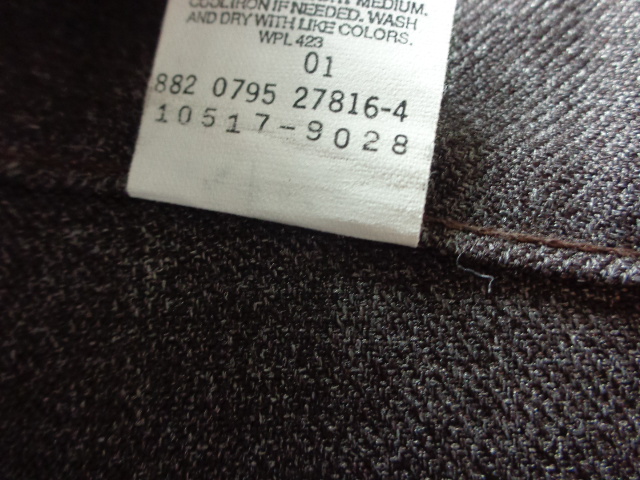 MEDIUM.
COOL IRON IF NEEDED. WASH
AND DRY WITH LIKE COLORS.
WPL 423
01
882 0795 27816-4
10517-9028